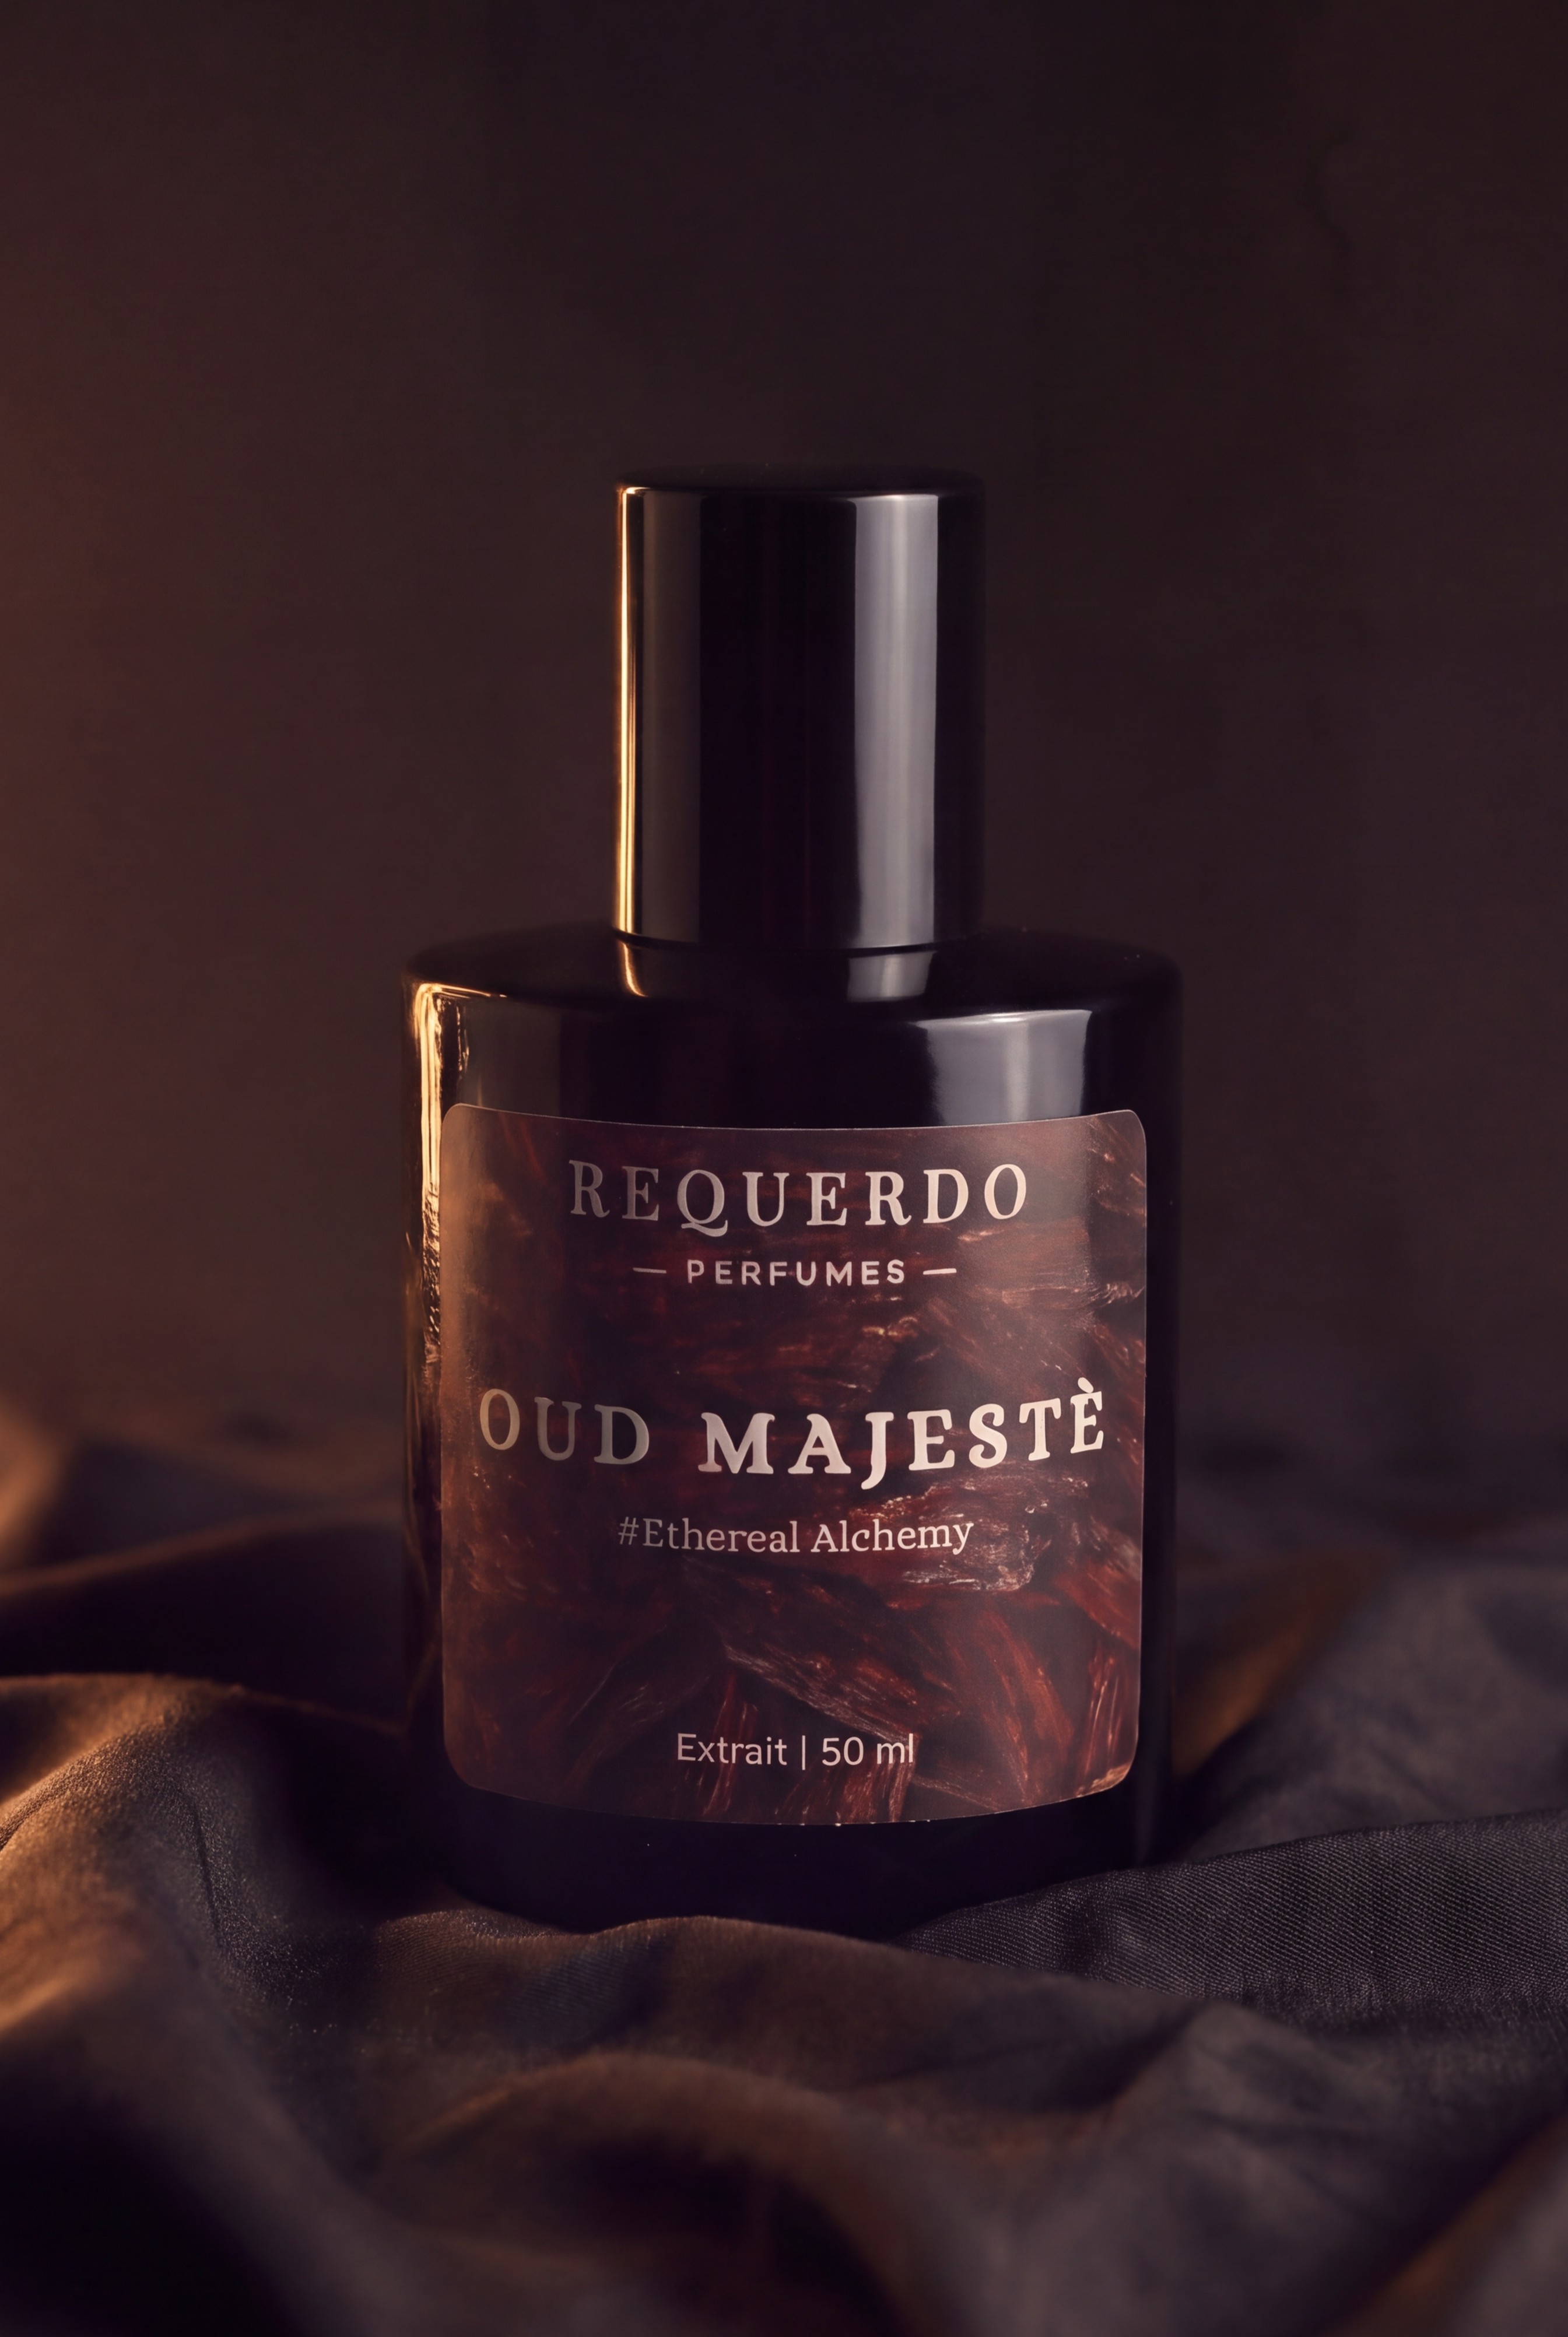 REQUERDO
— PERFUMES —
OUD MAJESTÈ
#Ethereal Alchemy
Extrait | 50 ml